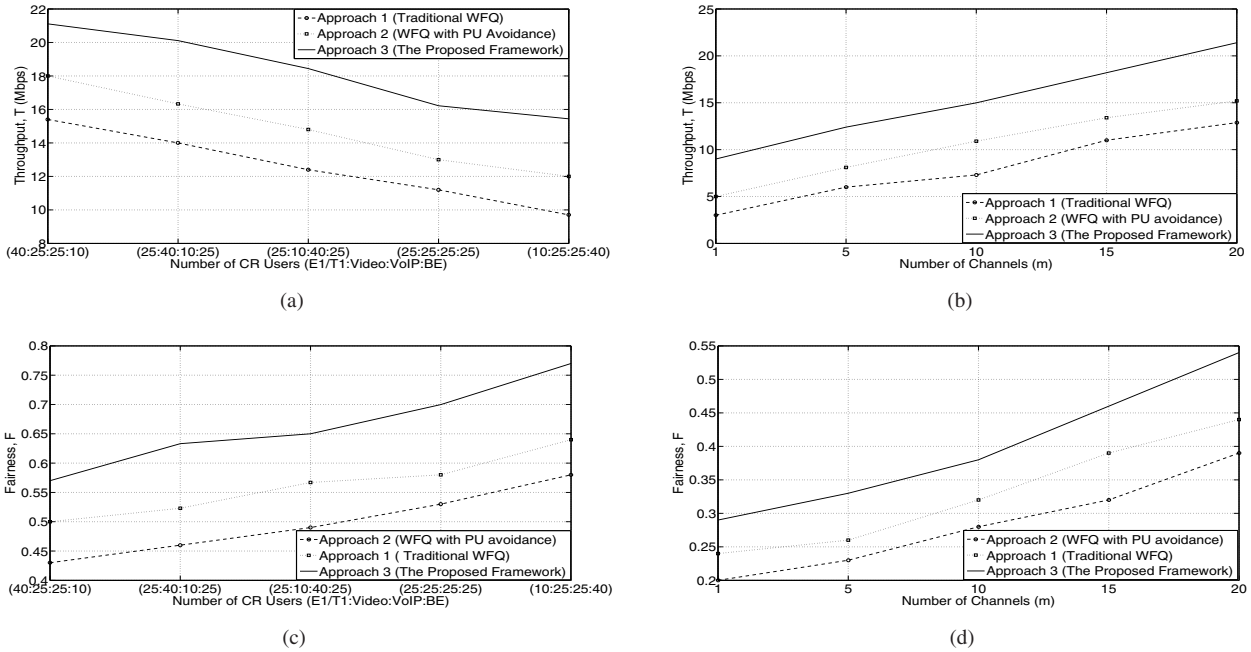 22
20
18
16
14
12
10
8
Throughput, T (Mbps)
Approach 1 (Traditional WFQ)
Approach 2 (WFQ with PU Avoidance)
Approach 3 (The Proposed Framework)
(40:25:25:10) (25:40:10:25) (25:10:40:25) (25:25:25:25) (10:25:25:40)
Number of CR Users (E1/T1:Video:VoIP:BE)
(a)
25
20
15
10
5
0
Throughput, T (Mbps)
Approach 1 (Traditional WFQ)
Approach 2 (WFQ with PU avoidance)
Approach 3 (The Proposed Framework)
1 5 10 15 20
Number of Channels (m)
(b)
0.8
0.75
0.7
0.65
0.6
0.55
0.5
0.45
0.4
Fairness, F
Approach 2 (WFQ with PU avoidance)
Approach 1 ( Traditional WFQ)
Approach 3 (The Proposed Framework)
(40:25:25:10) (25:40:10:25) (25:10:40:25) (25:25:25:25) (10:25:25:40)
Number of CR Users (E1/T1:Video:VoIP:BE)
(c)
0.55
0.5
0.45
0.4
0.35
0.3
0.25
0.2
Fairness, F
Approach 2 (WFQ with PU avoidance)
Approach 1 (Traditional WFQ)
Approach 3 (The Proposed Framework)
1 5 10 15 20
Number of Channels (m)
(d)